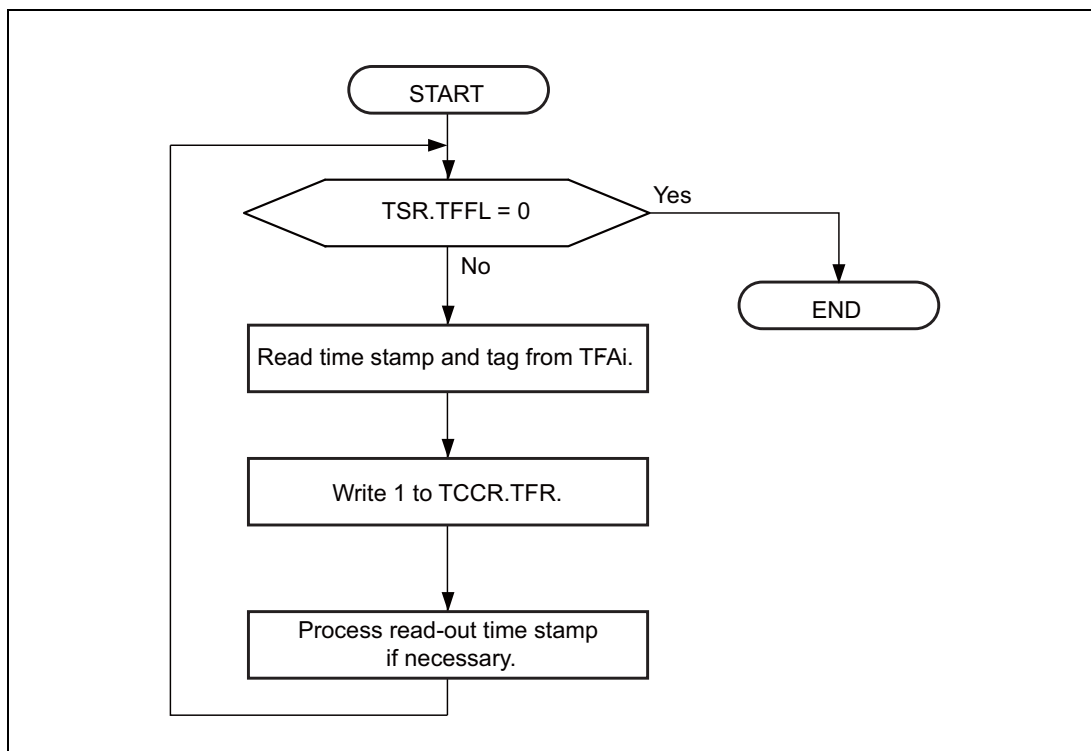 START
TSR.TFFL = 0
Yes
No
END
Read time stamp and tag from TFAi.
Write 1 to TCCR.TFR.
Process read-out time stamp
if necessary.